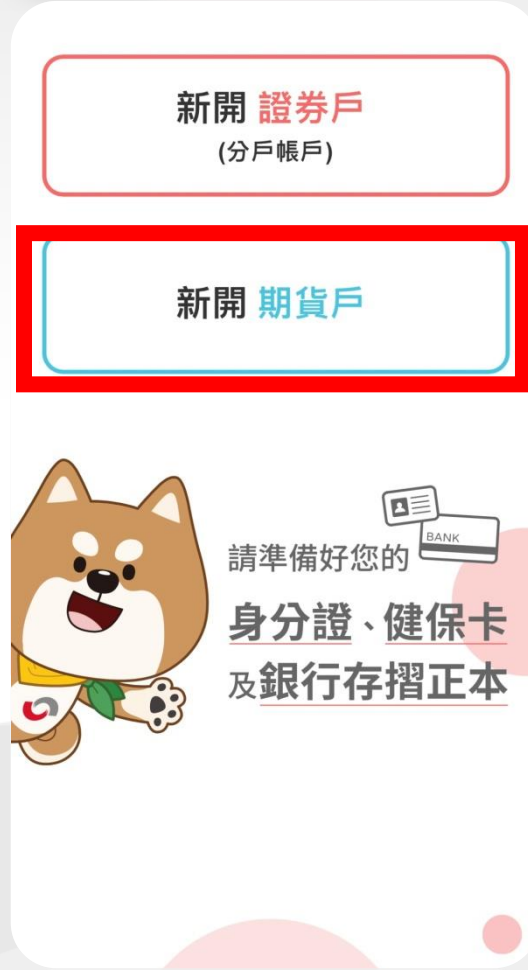 新開 證券戶
(分戶帳戶)
新開 期貨戶
BANK
請準備好您的
身分證、健保卡
及銀行存摺正本